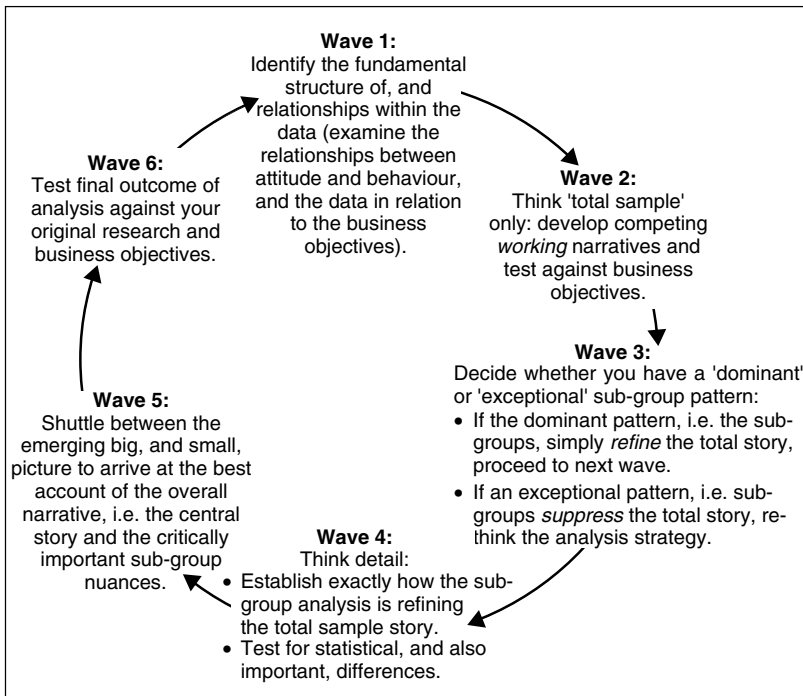 Wave 1:
Identify the fundamental
structure of, and
relationships within the
data (examine the
relationships between
attitude and behaviour,
and the data in relation
to the business
objectives).
Wave 2:
Think 'total sample'
only: develop competing
working narratives and
test against business
objectives.
Wave 3:
Decide whether you have a 'dominant'
or 'exceptional' sub-group pattern:
• If the dominant pattern, i.e. the sub-
groups, simply refine the total story,
proceed to next wave.
• If an exceptional pattern, i.e. sub-
groups suppress the total story, re-
think the analysis strategy.
Wave 4:
Think detail:
• Establish exactly how the sub-
group analysis is refining
the total sample story.
• Test for statistical, and also
important, differences.
Wave 5:
Shuttle between the
emerging big, and small,
picture to arrive at the best
account of the overall
narrative, i.e. the central
story and the critically
important sub-group
nuances.
Wave 6:
Test final outcome of
analysis against your
original research and
business objectives.